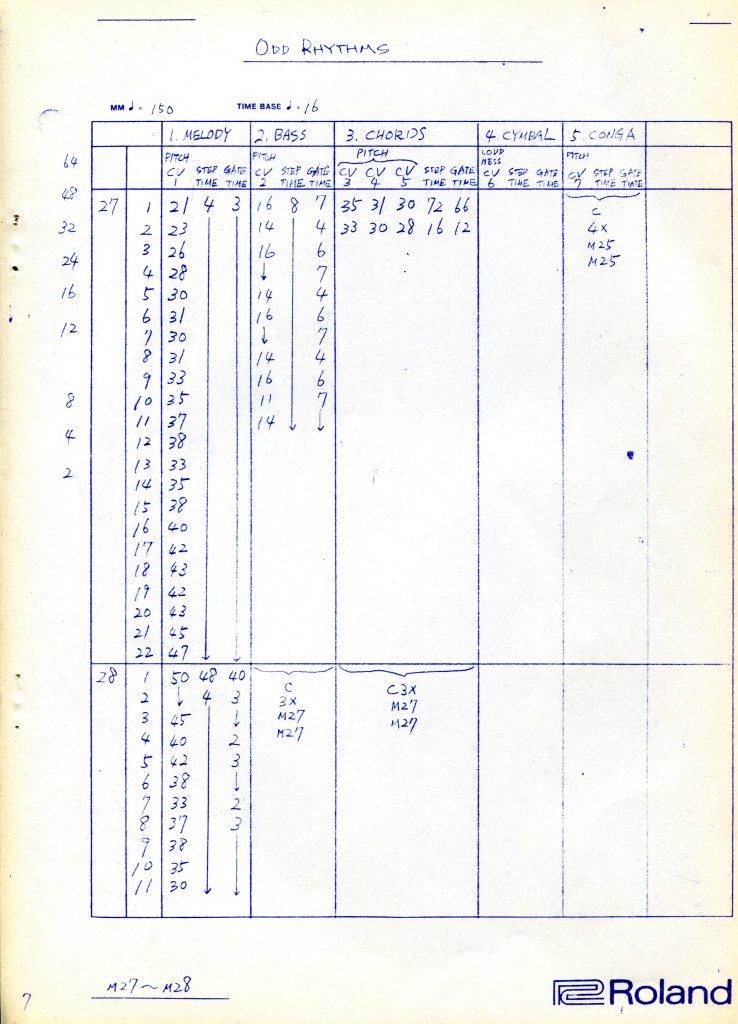 ODD RHYTHMS
MM ♩= 150 TIME BASE ♩= 16
1. MELODY 2. BASS 3. CHORDS 4. CYMBAL 5. CONGA
PITCH PITCH PITCH LOUDNESS PITCH
CV 1 STEP TIME GATE TIME CV 2 STEP TIME GATE TIME CV 3 CV 4 CV 5 STEP TIME GATE TIME CV 6 STEP TIME GATE TIME CV 7 STEP TIME GATE TIME
64
48
32
24
16
12
8
4
2
27 1 21 4 3 16 8 7 35 31 30 72 66 C
2 23 14 4 33 30 28 16 12 4X
3 26 16 6 M25
4 28 ↓ 7 M25
5 30 14 4
6 31 16 6
7 30 ↓ 7
8 31 14 4
9 33 16 6
10 35 11 7
11 37 14 ↓ ↓
12 38
13 33
14 35
15 38
16 40
17 42
18 43
19 42
20 43
21 45
22 47 ↓ ↓
28 1 50 48 40 C C3X
2 ↓ 4 3 3X M27
3 45 ↓ M27 M27
4 40 2 M27
5 42 3
6 38 ↓
7 33 2
8 37 3
9 38
10 35
11 30 ↓ ↓
M27~M28
7
Roland